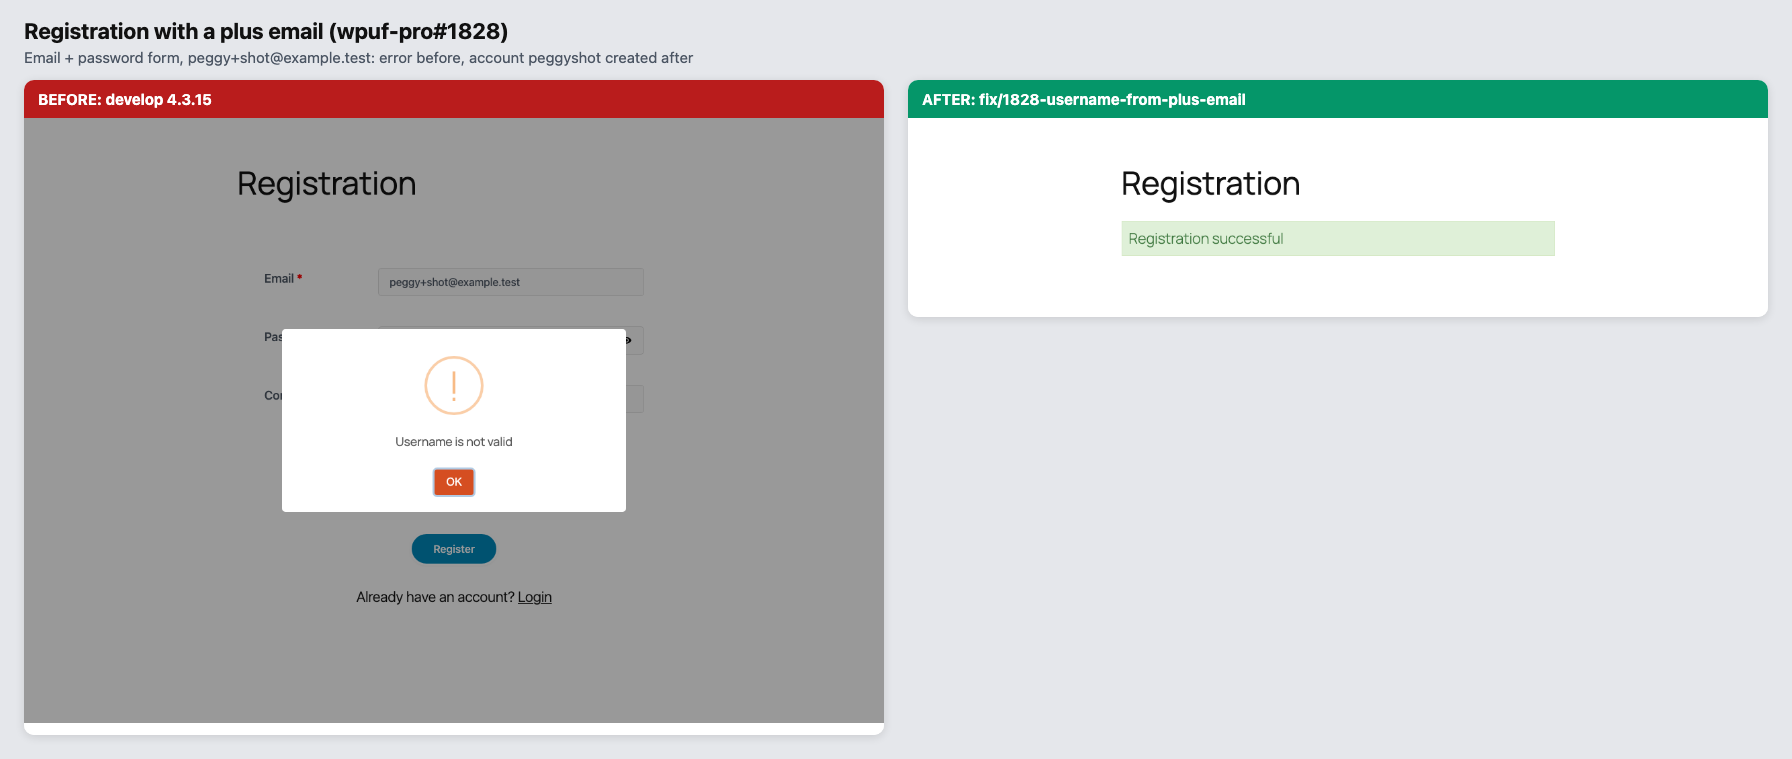 Registration with a plus email (wpuf-pro#1828)
Email + password form, peggy+shot@example.test: error before, account peggyshot created after
BEFORE: develop 4.3.15
Registration
Email *
peggy+shot@example.test
Pas
Con
Username is not valid
OK
Register
Already have an account? Login
AFTER: fix/1828-username-from-plus-email
Registration
Registration successful